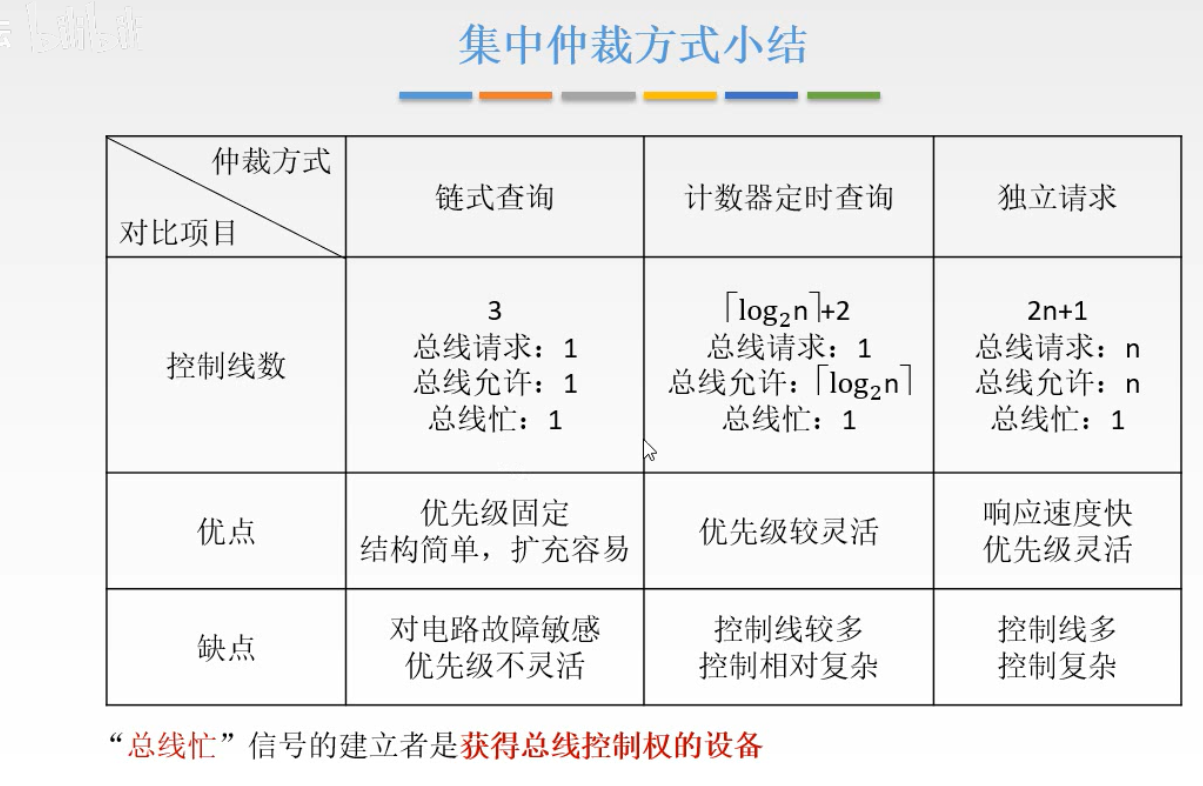 bilibili
集中仲裁方式小结
仲裁方式
对比项目
链式查询
计数器定时查询
独立请求
控制线数
3
总线请求：1
总线允许：1
总线忙：1
⌈log₂n⌉+2
总线请求：1
总线允许：⌈log₂n⌉
总线忙：1
2n+1
总线请求：n
总线允许：n
总线忙：1
优点
优先级固定
结构简单，扩充容易
优先级较灵活
响应速度快
优先级灵活
缺点
对电路故障敏感
优先级不灵活
控制线较多
控制相对复杂
控制线多
控制复杂
“总线忙”信号的建立者是获得总线控制权的设备